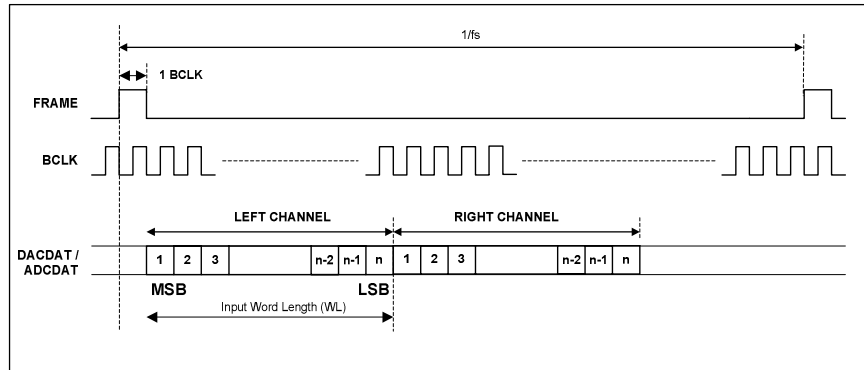 1/fs
1 BCLK
FRAME
BCLK
LEFT CHANNEL RIGHT CHANNEL
DACDAT /
ADCDAT
1 2 3 n-2 n-1 n 1 2 3 n-2 n-1 n
MSB LSB
Input Word Length (WL)